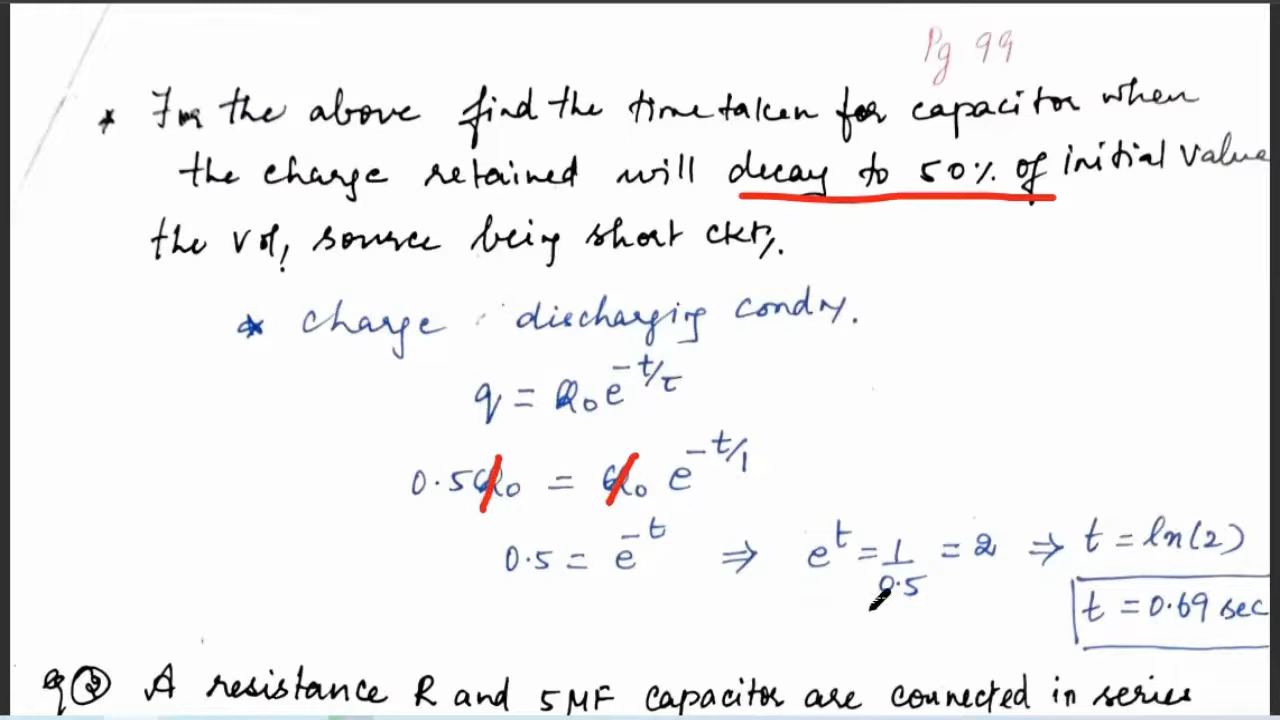 Pg 99
* For the above find the time taken for capacitor when
the charge retained will decay to 50% of initial value
the vol, source being short ckt/.
* charge discharging condn/.
q = Q₀e^-t/τ
0.5Q₀ = Q₀ e^-t/1
0.5 = e^-t ⇒ e^t = 1/0.5 = 2 ⇒ t = ln(2)
t = 0.69 sec
A resistance R and 5MF capacitor are connected in series